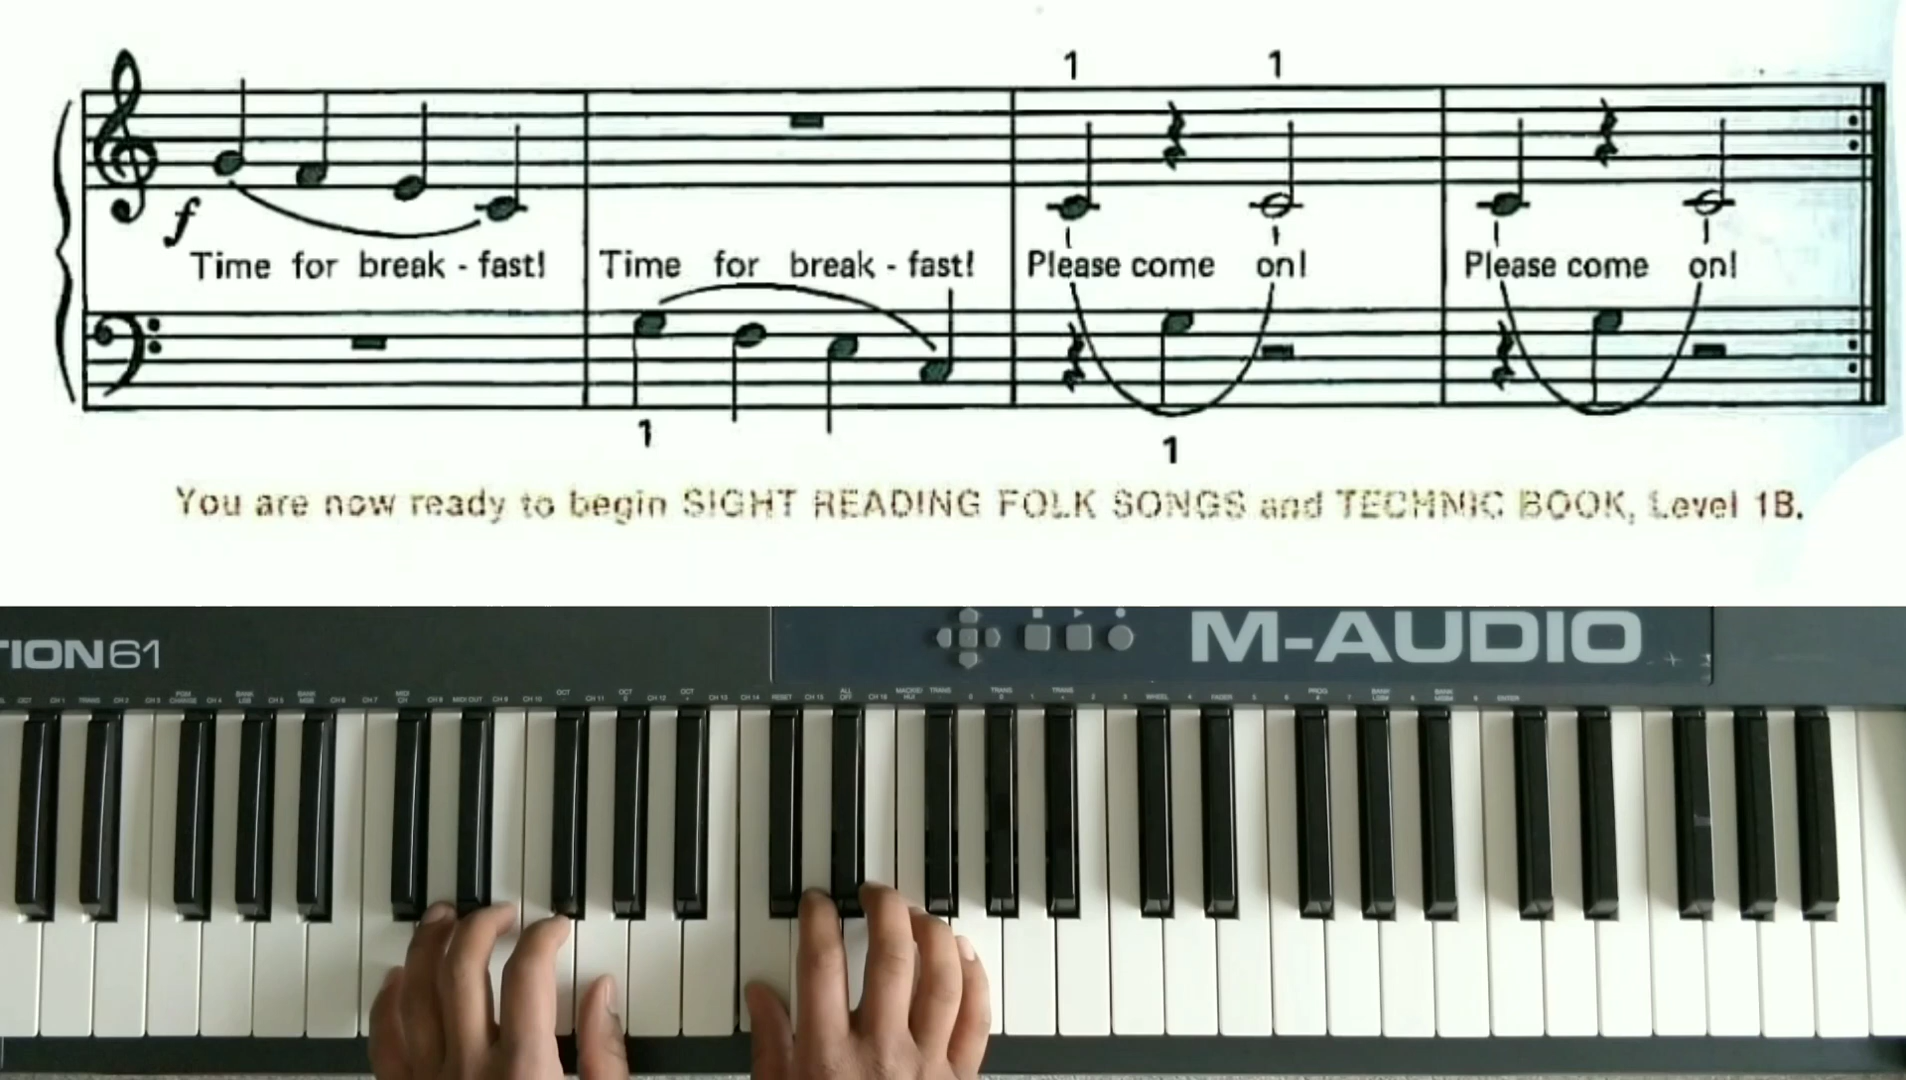 1 1
f
Time for break - fast! Time for break - fast! Please come on! Please come on!
1 1
You are now ready to begin SIGHT READING FOLK SONGS and TECHNIC BOOK, Level 1B.
TION61
M-AUDIO